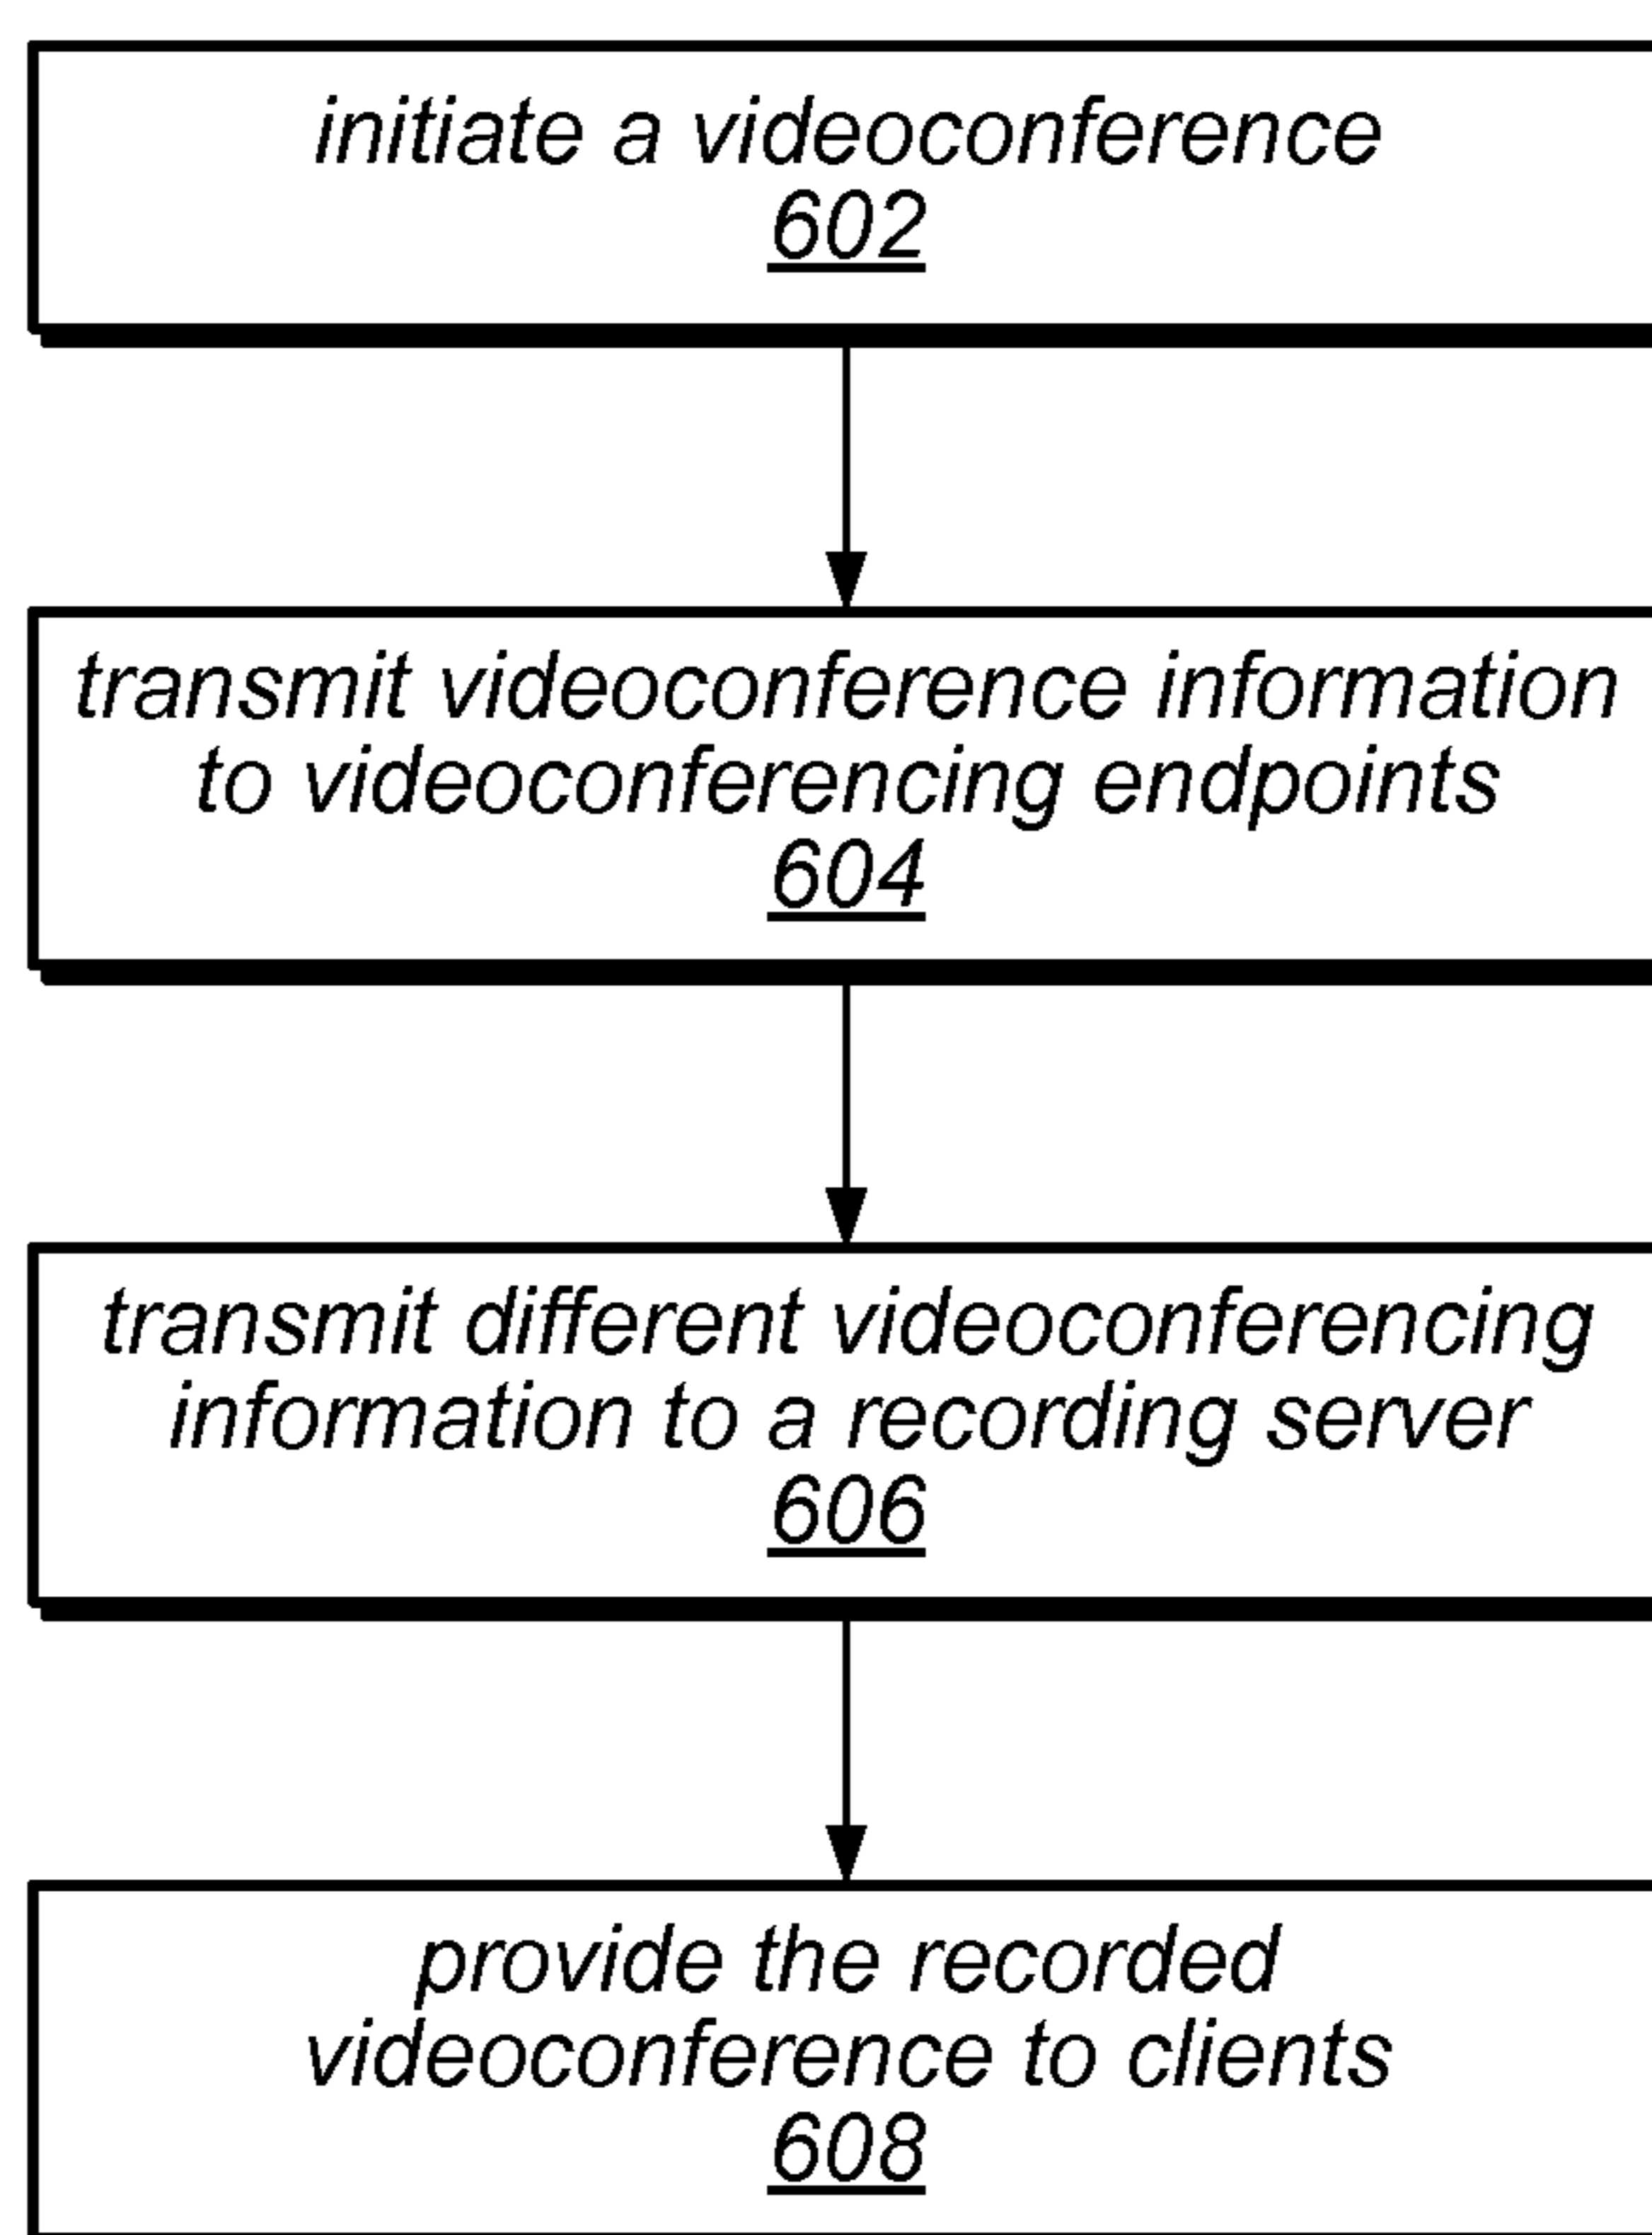 initiate a videoconference
602
transmit videoconference information
to videoconferencing endpoints
604
transmit different videoconferencing
information to a recording server
606
provide the recorded
videoconference to clients
608